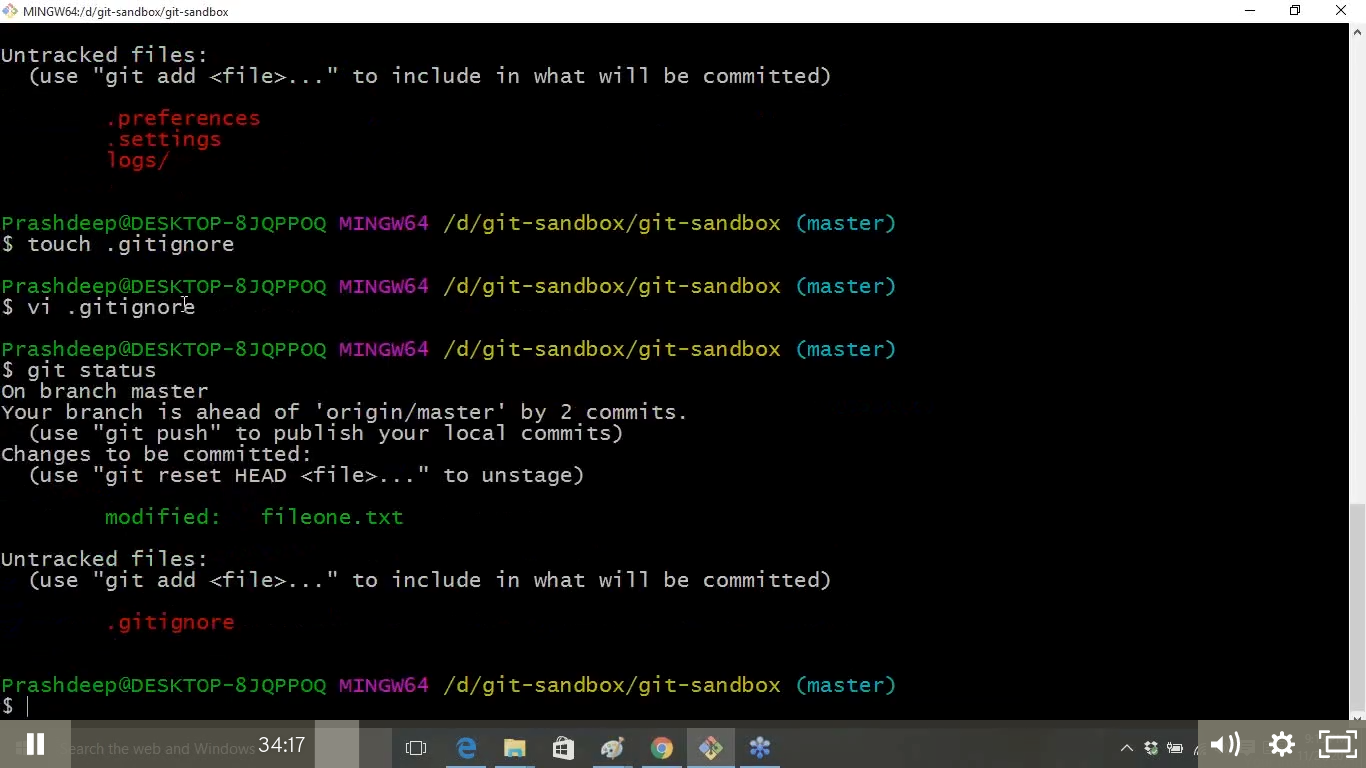 MINGW64:/d/git-sandbox/git-sandbox
Untracked files:
  (use "git add <file>..." to include in what will be committed)
        .preferences
        .settings
        logs/
Prashdeep@DESKTOP-8JQPPOQ MINGW64 /d/git-sandbox/git-sandbox (master)
$ touch .gitignore
Prashdeep@DESKTOP-8JQPPOQ MINGW64 /d/git-sandbox/git-sandbox (master)
$ vi .gitignore
Prashdeep@DESKTOP-8JQPPOQ MINGW64 /d/git-sandbox/git-sandbox (master)
$ git status
On branch master
Your branch is ahead of 'origin/master' by 2 commits.
  (use "git push" to publish your local commits)
Changes to be committed:
  (use "git reset HEAD <file>..." to unstage)
        modified:   fileone.txt
Untracked files:
  (use "git add <file>..." to include in what will be committed)
        .gitignore
Prashdeep@DESKTOP-8JQPPOQ MINGW64 /d/git-sandbox/git-sandbox (master)
$
earch the web and Windows 34:17